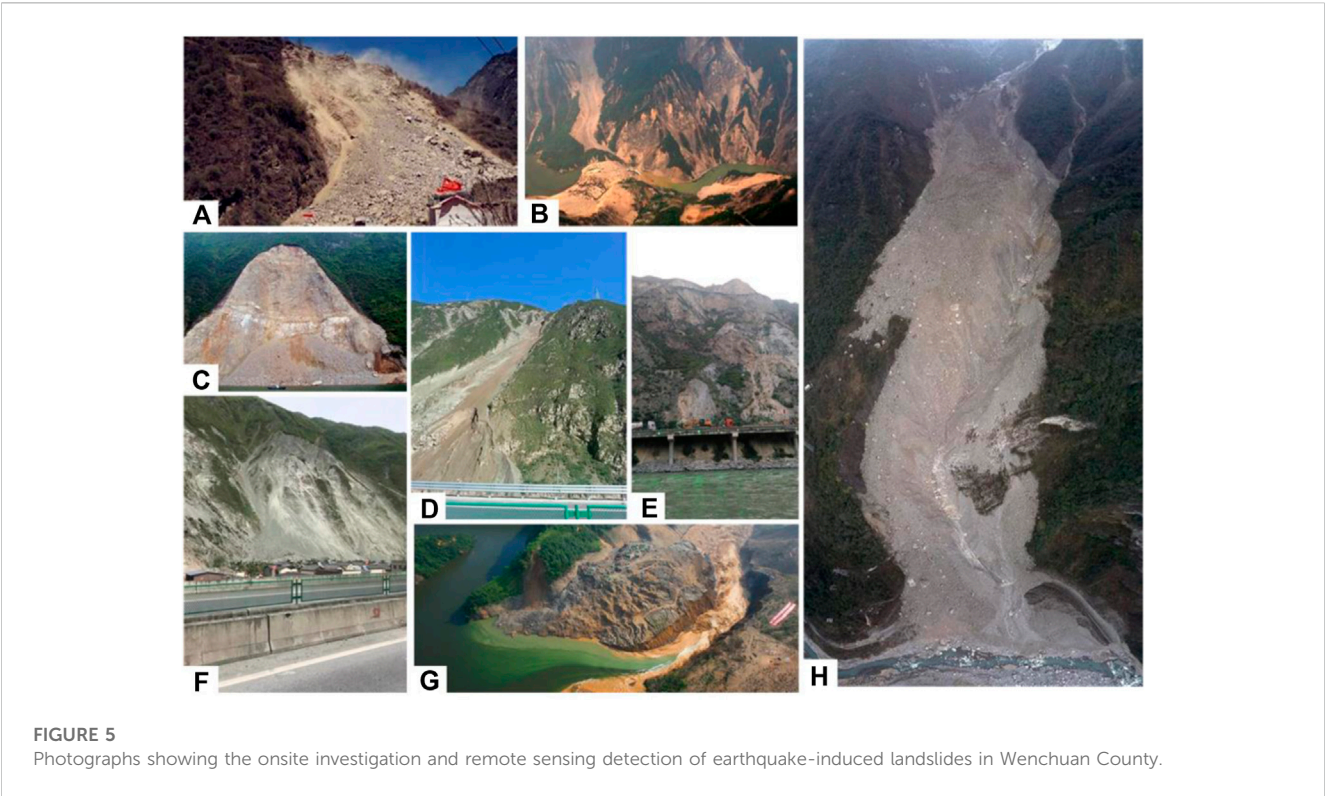 A
B
C
D
E
F
G
H
FIGURE 5
Photographs showing the onsite investigation and remote sensing detection of earthquake-induced landslides in Wenchuan County.